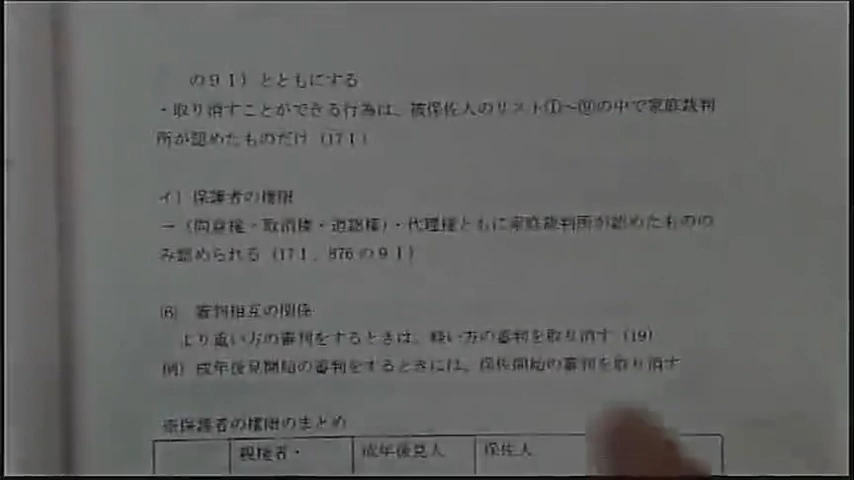 の９１）とともにする
・取り消すことができる行為は、被保佐人のリスト①～⑨の中で家庭裁判
所が認めたものだけ（17Ⅰ）
イ）保護者の権限
→（同意権・取消権・追認権）・代理権ともに家庭裁判所が認めたものの
み認められる（17Ⅰ、876の９Ⅰ）
(6) 審判相互の関係
より重い方の審判をするときは、軽い方の審判を取り消す（19）
例）成年後見開始の審判をするときには、保佐開始の審判を取り消す
※保護者の権限のまとめ
親権者・
成年後見人
保佐人